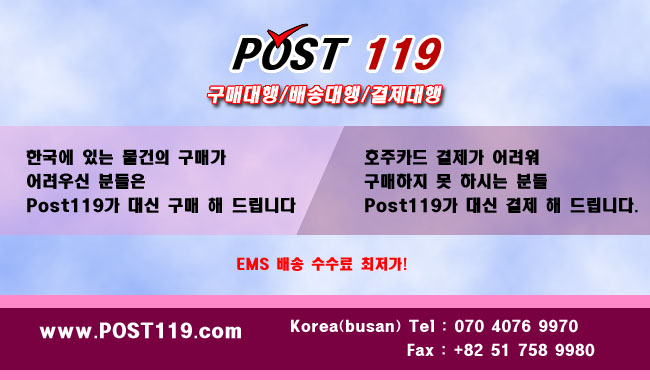 POST 119
구매대행/배송대행/결제대행
한국에 있는 물건의 구매가
어려우신 분들은
Post119가 대신 구매 해 드립니다
호주카드 결제가 어려워
구매하지 못 하시는 분들
Post119가 대신 결제 해 드립니다.
EMS 배송 수수료 최저가!
www.POST119.com
Korea(busan) Tel : 070 4076 9970
Fax : +82 51 758 9980